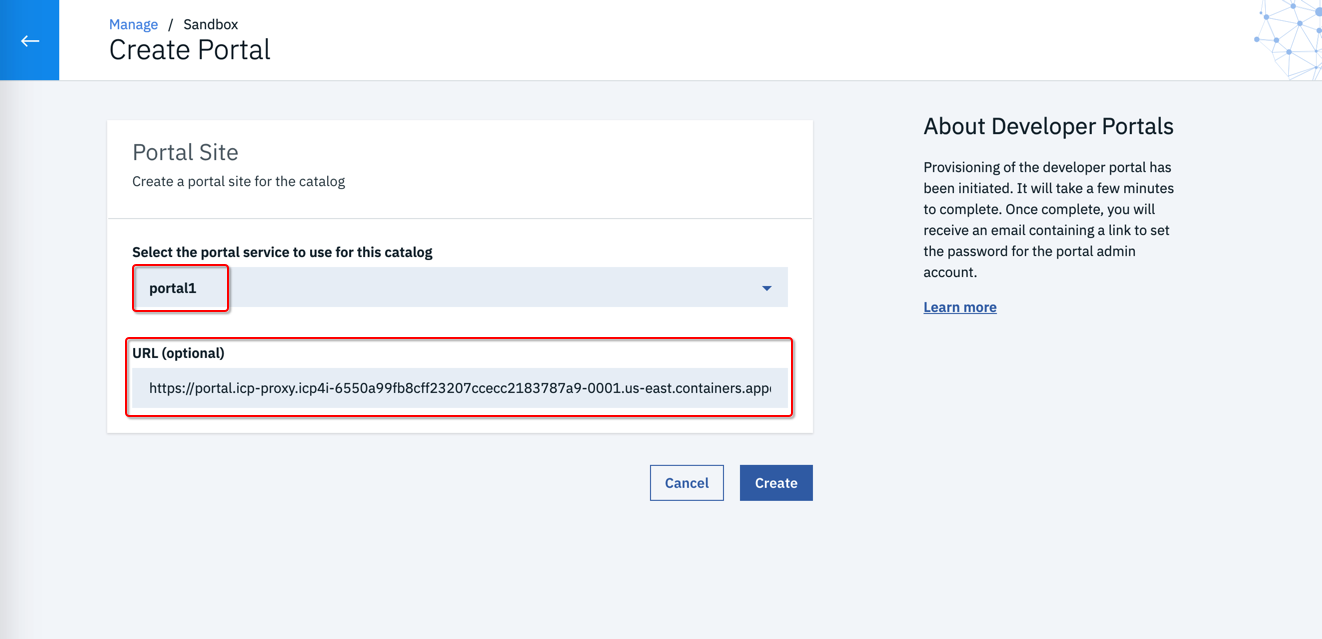 Manage / Sandbox
Create Portal
Portal Site
Create a portal site for the catalog
Select the portal service to use for this catalog
portal1
URL (optional)
https://portal.icp-proxy.icp4i-6550a99fb8cff23207ccecc2183787a9-0001.us-east.containers.appd
Cancel
Create
About Developer Portals
Provisioning of the developer portal has
been initiated. It will take a few minutes
to complete. Once complete, you will
receive an email containing a link to set
the password for the portal admin
account.
Learn more